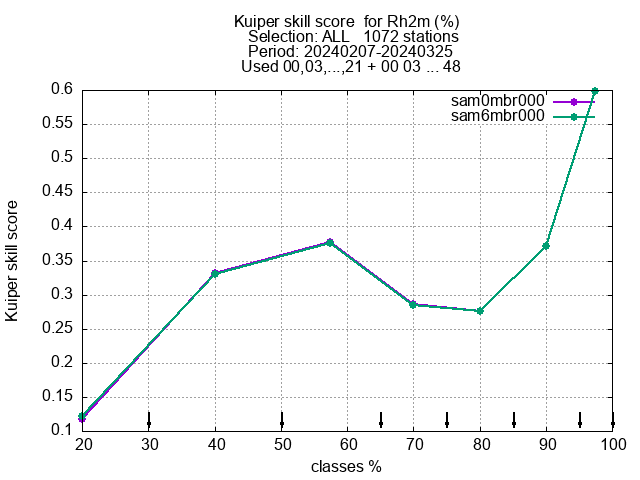 Kuiper skill score  for Rh2m (%)
Selection: ALL   1072 stations
Period: 20240207-20240325
Used 00,03,...,21 + 00 03 ... 48
sam0mbr000
sam6mbr000
Kuiper skill score
0.6
0.55
0.5
0.45
0.4
0.35
0.3
0.25
0.2
0.15
0.1
20 30 40 50 60 70 80 90 100
classes %